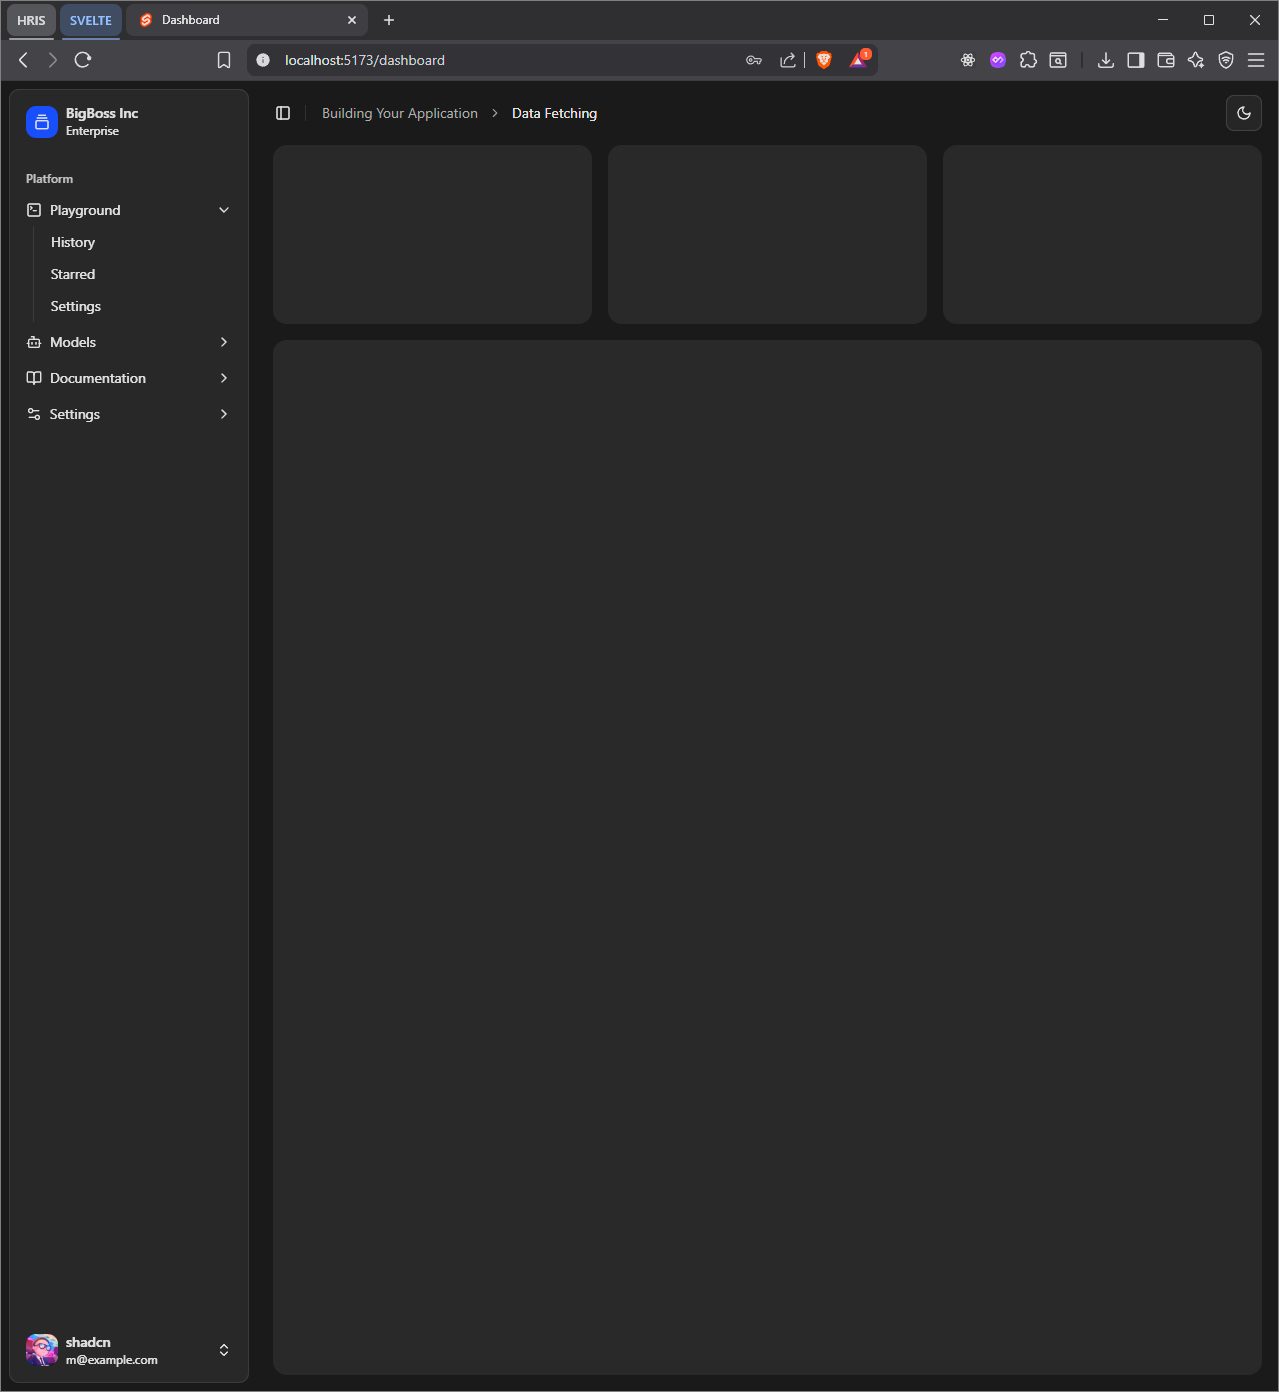 HRIS
SVELTE
Dashboard
localhost:5173/dashboard
1
BigBoss Inc
Enterprise
Building Your Application
Data Fetching
Platform
Playground
History
Starred
Settings
Models
Documentation
Settings
shadcn
m@example.com